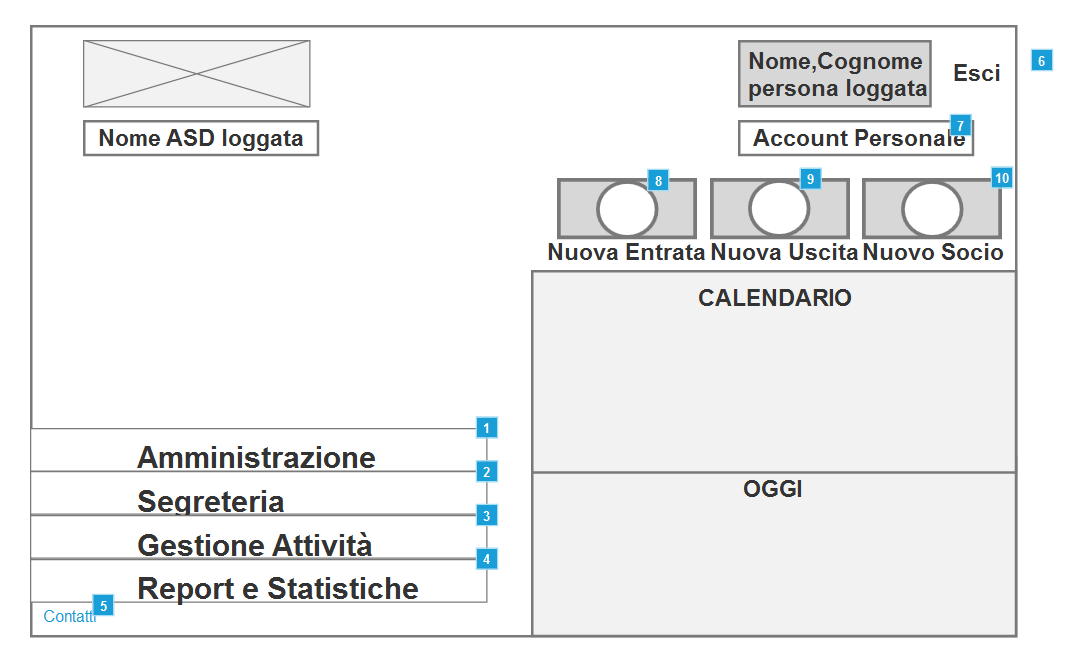 Nome,Cognome
persona loggata
Esci
6
Nome ASD loggata
Account Personale
7
8
9
10
Nuova Entrata
Nuova Uscita
Nuovo Socio
CALENDARIO
1
Amministrazione
2
Segreteria
3
Gestione Attività
4
Report e Statistiche
5
Contatti
OGGI